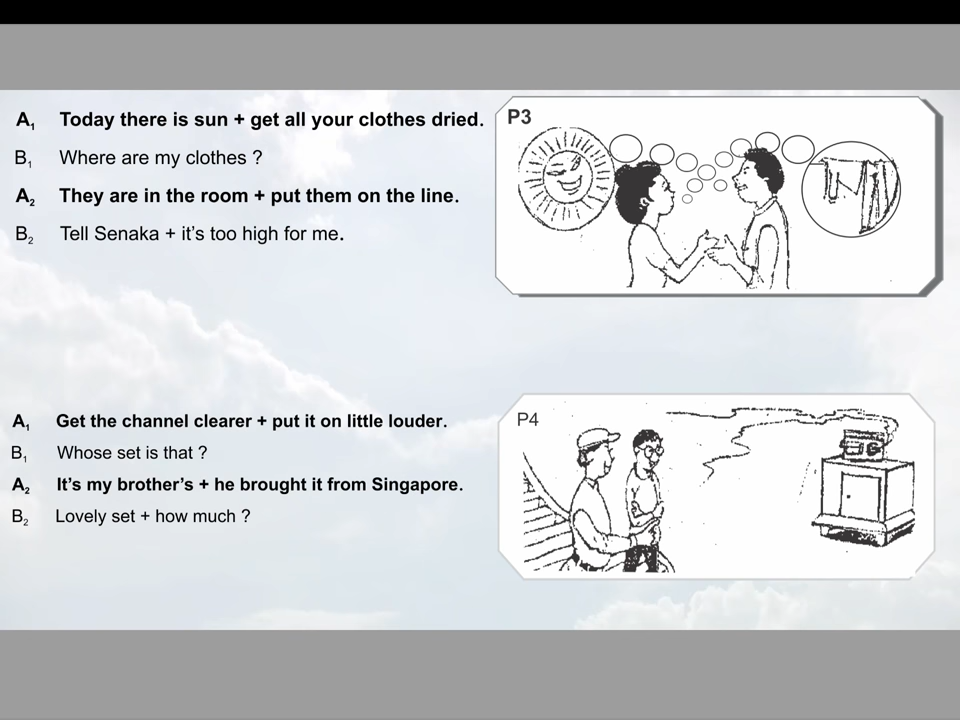 A1 Today there is sun + get all your clothes dried.
B1 Where are my clothes ?
A2 They are in the room + put them on the line.
B2 Tell Senaka + it's too high for me.
P3
A1 Get the channel clearer + put it on little louder.
B1 Whose set is that ?
A2 It's my brother's + he brought it from Singapore.
B2 Lovely set + how much ?
P4